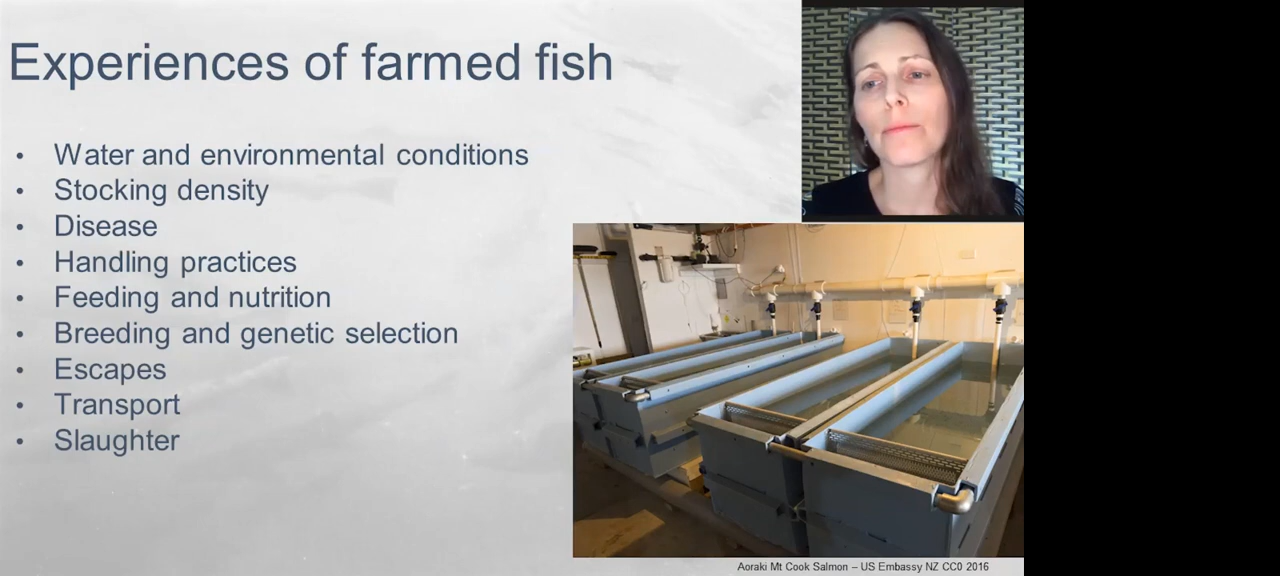 Experiences of farmed fish
• Water and environmental conditions
• Stocking density
• Disease
• Handling practices
• Feeding and nutrition
• Breeding and genetic selection
• Escapes
• Transport
• Slaughter
Aoraki Mt Cook Salmon – US Embassy NZ CC0 2016